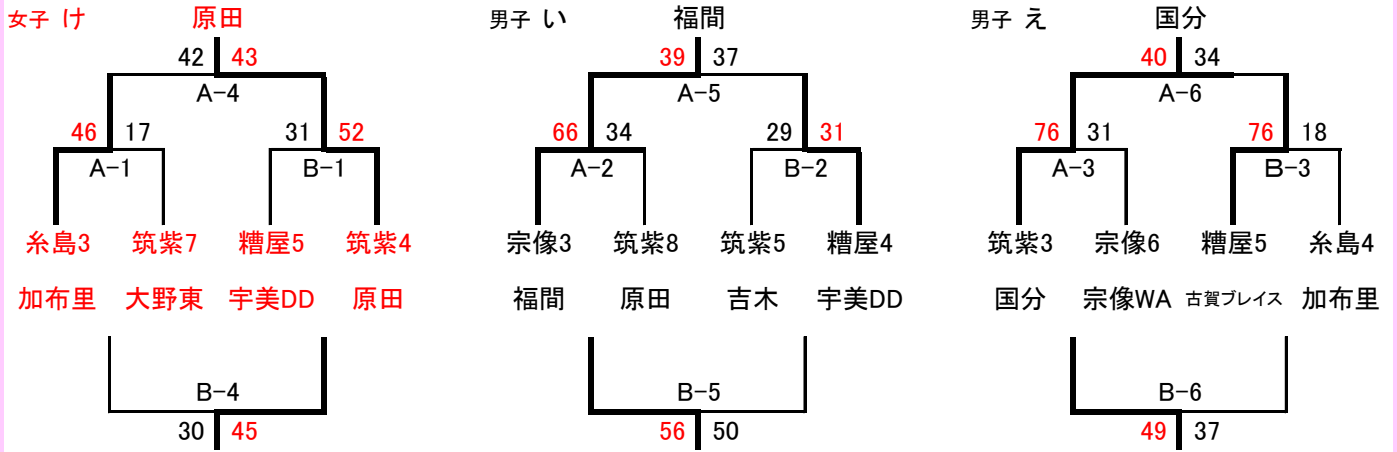 女子 け 原田
42 43
A-4
46 17 31 52
A-1 B-1
糸島3 筑紫7 糟屋5 筑紫4
加布里 大野東 宇美DD 原田
B-4
30 45
男子 い 福間
39 37
A-5
66 34 29 31
A-2 B-2
宗像3 筑紫8 筑紫5 糟屋4
福間 原田 吉木 宇美DD
B-5
56 50
男子 え 国分
40 34
A-6
76 31 76 18
A-3 B-3
筑紫3 宗像6 糟屋5 糸島4
国分 宗像WA 古賀ブレイス 加布里
B-6
49 37